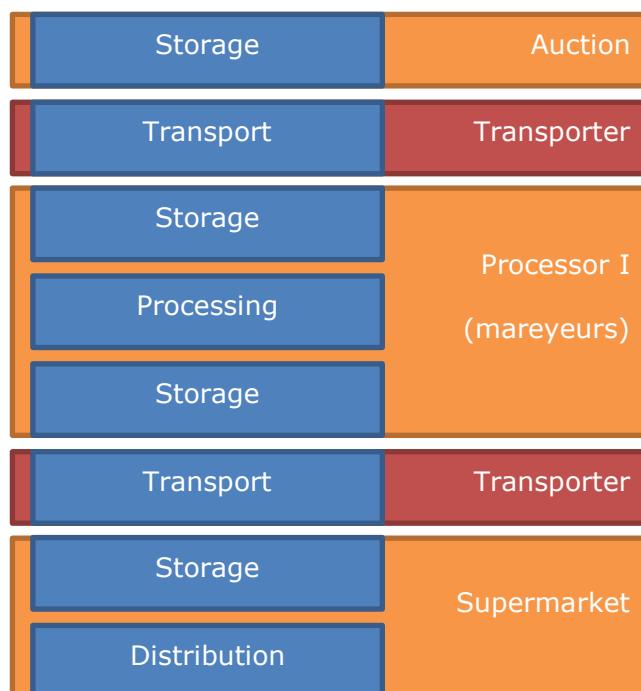 Storage
Auction
Transport
Transporter
Storage
Processing
Storage
Processor I
(mareyeurs)
Transport
Transporter
Storage
Distribution
Supermarket